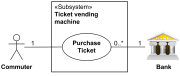 «Subsystem»
Ticket vending
machine
Purchase
Ticket
1
0..*
1
Commuter
Bank